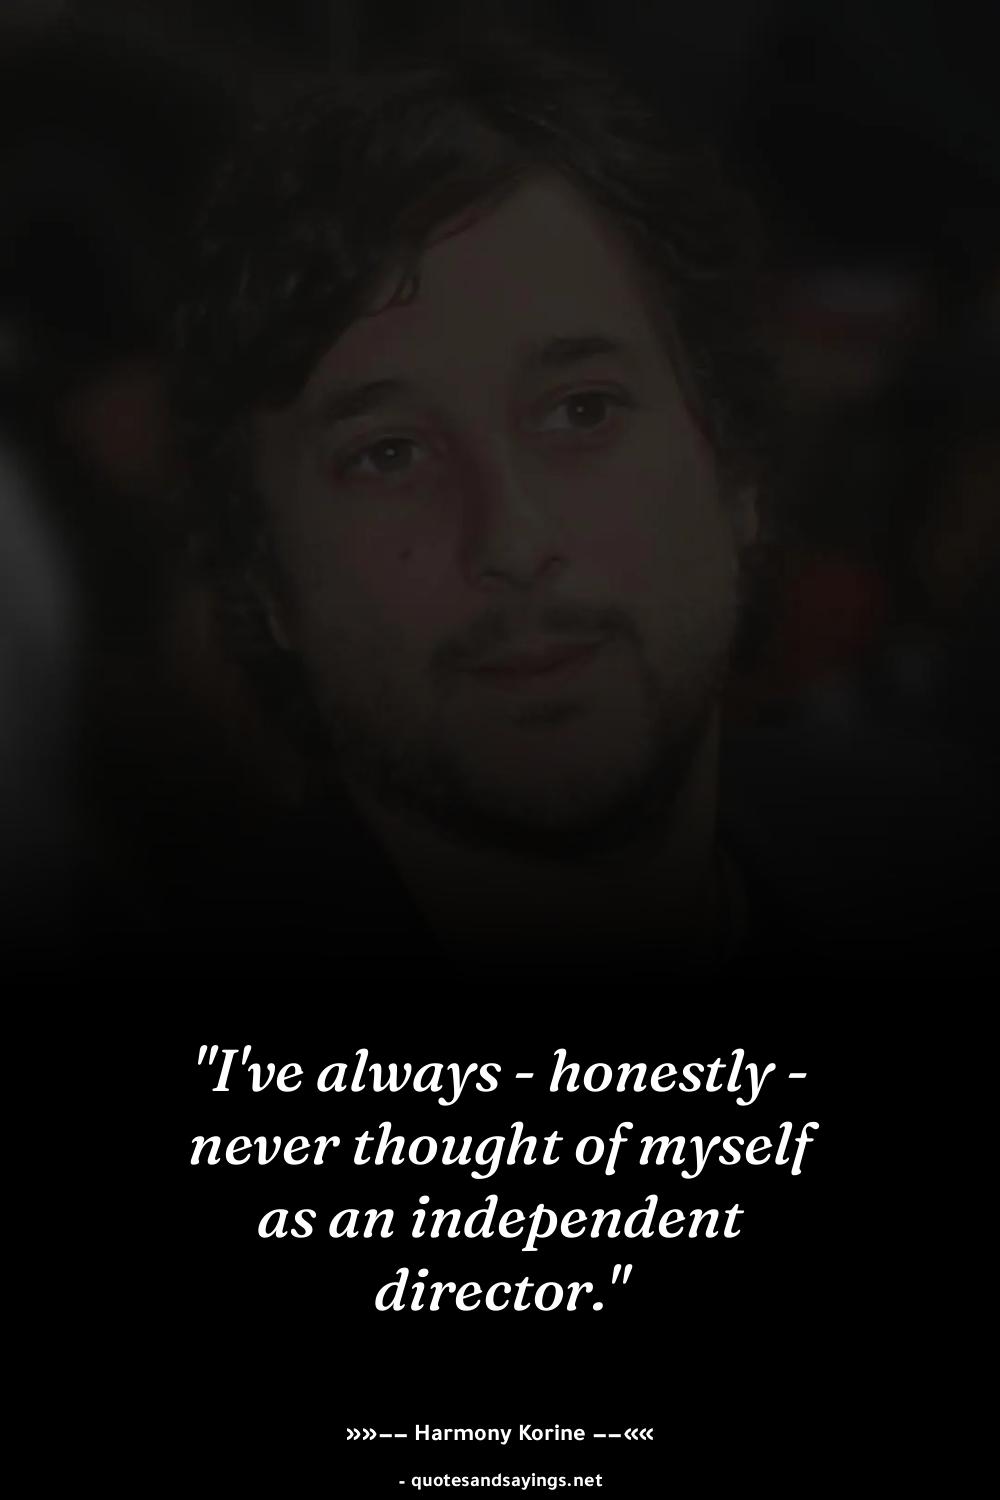 "I've always - honestly -
never thought of myself
as an independent
director."
»»-- Harmony Korine --««
- quotesandsayings.net